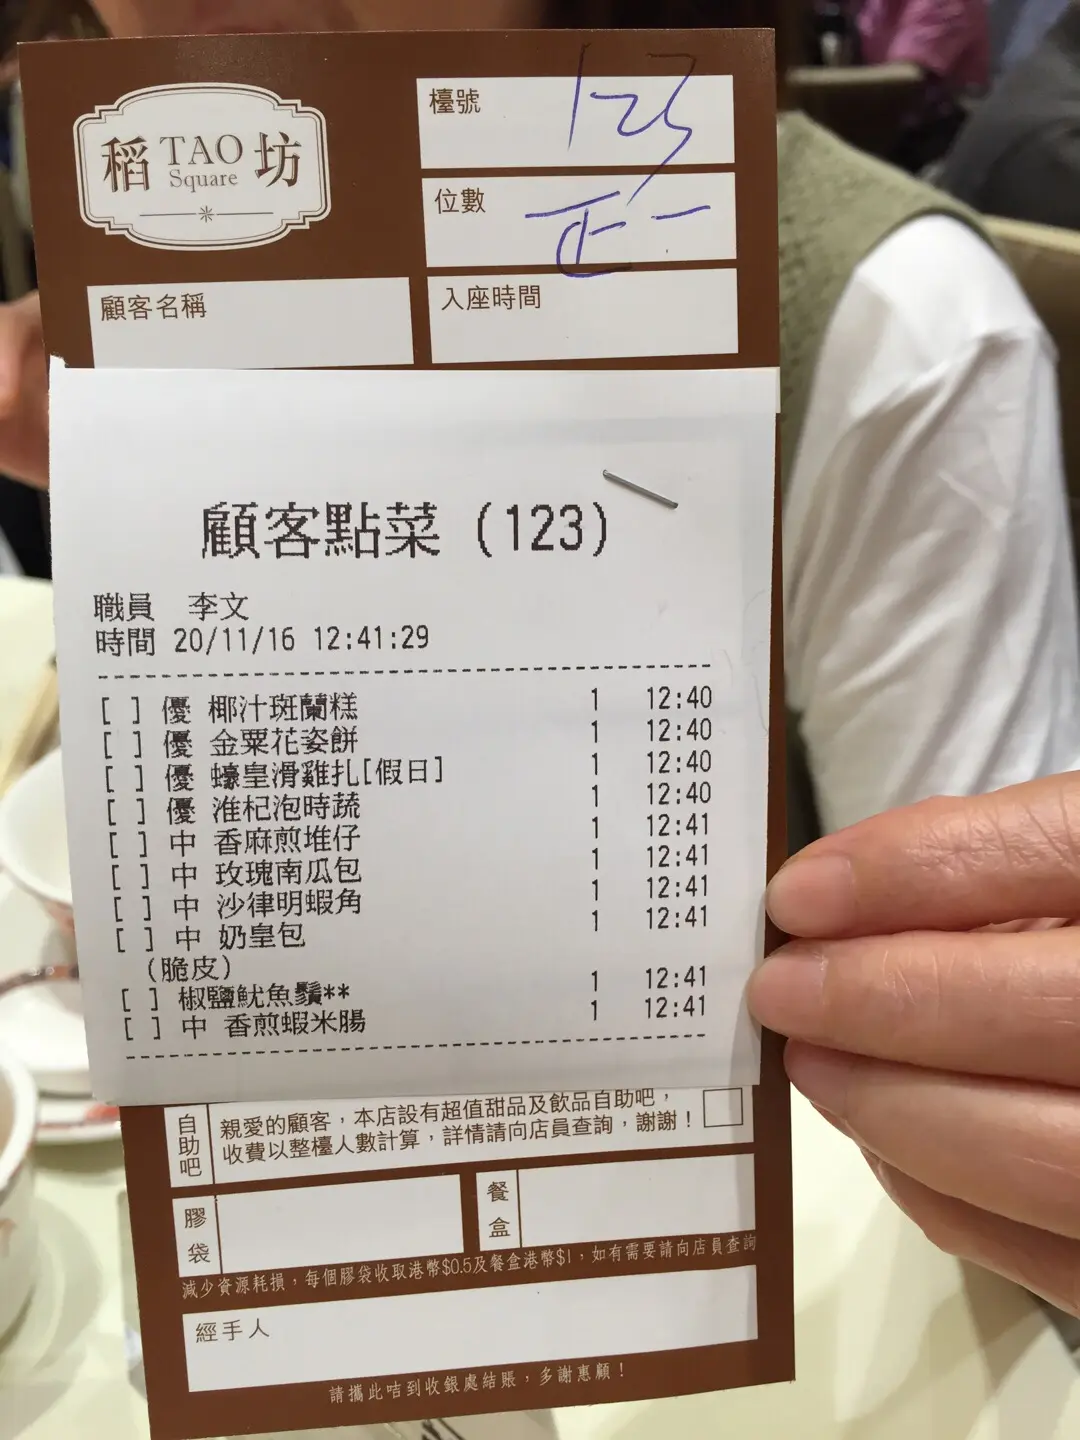 稻 TAO 坊
Square
檯號 123
位數 正一
顧客名稱
入座時間
顧客點菜 (123)
職員 李文
時間 20/11/16 12:41:29
[ ] 優 椰汁斑蘭糕 1 12:40
[ ] 優 金粟花姿餅 1 12:40
[ ] 優 蠔皇滑雞扎[假日] 1 12:40
[ ] 優 淮杞泡時蔬 1 12:40
[ ] 中 香麻煎堆仔 1 12:41
[ ] 中 玫瑰南瓜包 1 12:41
[ ] 中 沙律明蝦角 1 12:41
[ ] 中 奶皇包 1 12:41
(脆皮)
[ ] 椒鹽魷魚鬚** 1 12:41
[ ] 中 香煎蝦米腸 1 12:41
自助吧
親愛的顧客，本店設有超值甜品及飲品自助吧，
收費以整檯人數計算，詳情請向店員查詢，謝謝！
膠袋
餐盒
減少資源耗損，每個膠袋收取港幣$0.5及餐盒港幣$1，如有需要請向店員查詢
經手人
請攜此咭到收銀處結賬，多謝惠顧！